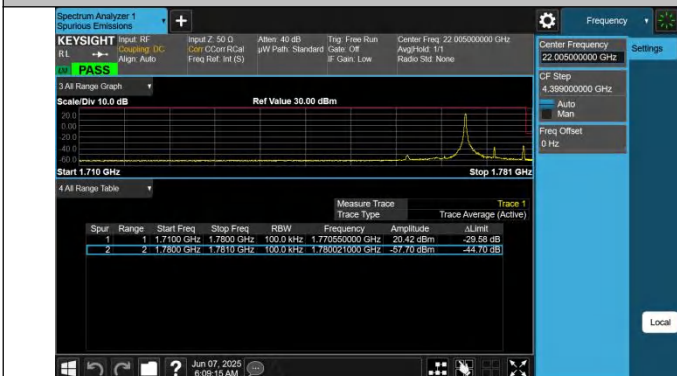 Spectrum Analyzer 1
Spurious Emissions
Frequency
KEYSIGHT Input: RF Input Z: 50 Ω Atten: 40 dB Trig: Free Run Center Freq: 22.005000000 GHz
RL Coupling: DC Corr CCorr RCal µW Path: Standard Gate: Off Avg|Hold: 1/1
Align: Auto Freq Ref: Int (S) IF Gain: Low Radio Std: None
LNI PASS
Center Frequency
22.005000000 GHz
Settings
CF Step
4.399000000 GHz
Auto
Man
Freq Offset
0 Hz
3 All Range Graph
Scale/Div 10.0 dB Ref Value 30.00 dBm
20.0
0.00
-20.0
-40.0
-60.0
Start 1.710 GHz Stop 1.781 GHz
4 All Range Table
Measure Trace Trace 1
Trace Type Trace Average (Active)
Spur Range Start Freq Stop Freq RBW Frequency Amplitude ΔLimit
1 1 1.7100 GHz 1.7800 GHz 100.0 kHz 1.770550000 GHz 20.42 dBm -29.58 dB
2 2 1.7800 GHz 1.7810 GHz 100.0 kHz 1.780021000 GHz -57.70 dBm -44.70 dB
Local
Jun 07, 2025
6:09:15 AM